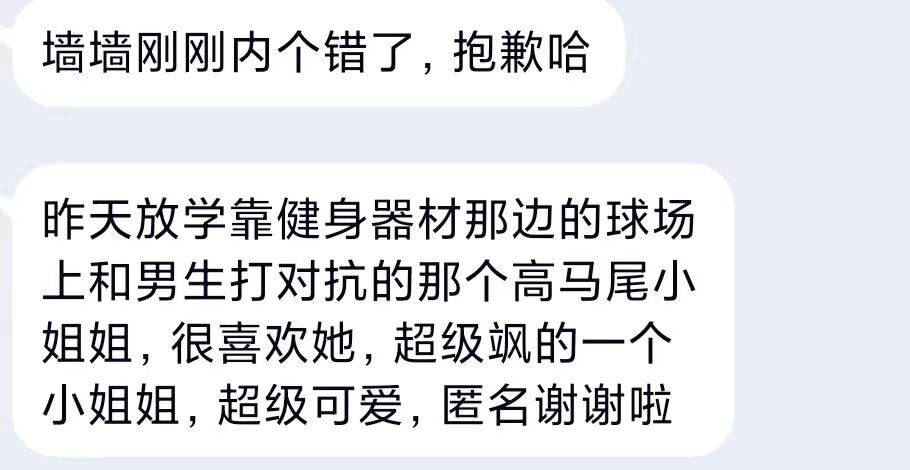 墙墙刚刚内个错了，抱歉哈
昨天放学靠健身器材那边的球场
上和男生打对抗的那个高马尾小
姐姐，很喜欢她，超级飒的一个
小姐姐，超级可爱，匿名谢谢啦